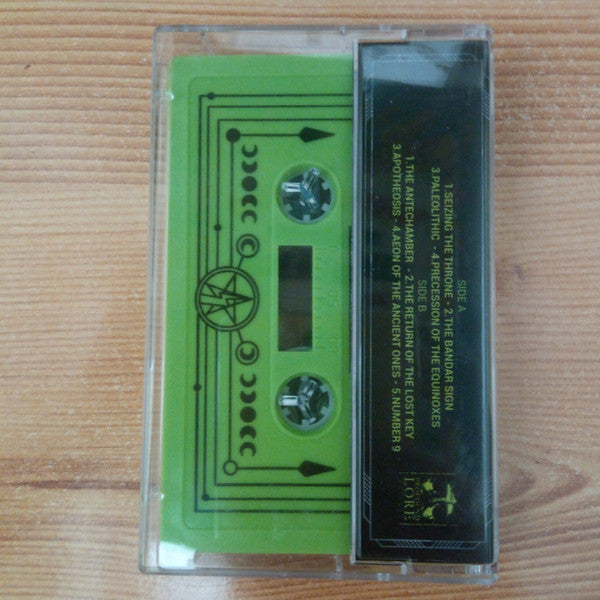 SIDE A
1.SEIZING THE THRONE - 2.THE BANDAR SIGN
3.PALEOLITHIC - 4.PRECESSION OF THE EQUINOXES
SIDE B
1.THE ANTECHAMBER - 2.THE RETURN OF THE LOST KEY
3.APOTHEOSIS - 4.AEON OF THE ANCIENT ONES - 5.NUMBER 9
LORE